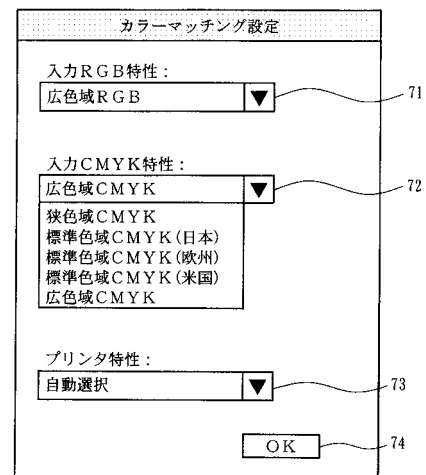 カラーマッチング設定
入力RGB特性：
広色域RGB ▼ 71
入力CMYK特性：
広色域CMYK ▼ 72
狭色域CMYK
標準色域CMYK(日本)
標準色域CMYK(欧州)
標準色域CMYK(米国)
広色域CMYK
プリンタ特性：
自動選択 ▼ 73
OK 74